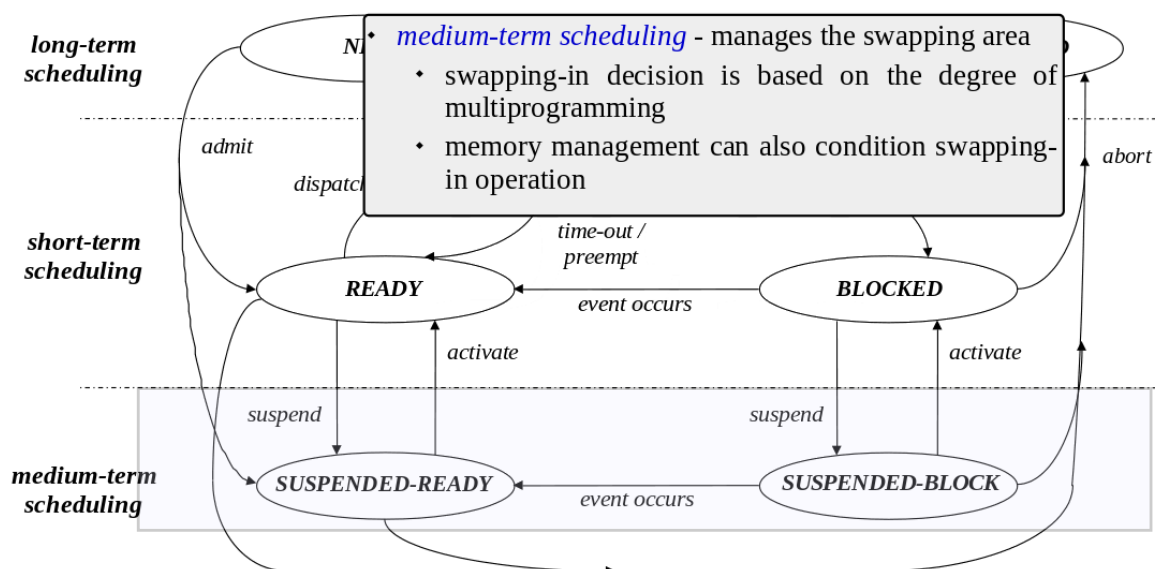 long-term
scheduling
medium-term scheduling - manages the swapping area
swapping-in decision is based on the degree of
multiprogramming
memory management can also condition swapping-
in operation
admit
abort
dispatch
short-term
scheduling
time-out /
preempt
READY
BLOCKED
event occurs
activate
activate
suspend
suspend
medium-term
scheduling
SUSPENDED-READY
SUSPENDED-BLOCK
event occurs